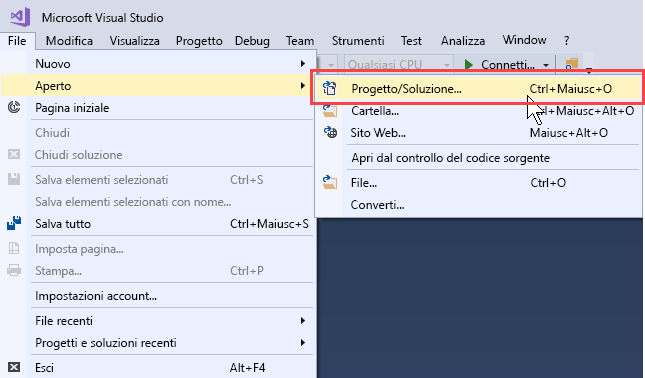 Microsoft Visual Studio
File Modifica Visualizza Progetto Debug Team Strumenti Test Analizza Window ?
Qualsiasi CPU Connetti...
Nuovo
Aperto
Pagina iniziale
Chiudi
Chiudi soluzione
Salva elementi selezionati Ctrl+S
Salva elementi selezionati con nome...
Salva tutto Ctrl+Maiusc+S
Imposta pagina...
Stampa... Ctrl+P
Impostazioni account...
File recenti
Progetti e soluzioni recenti
Esci Alt+F4
Progetto/Soluzione... Ctrl+Maiusc+O
Cartella... Ctrl+Maiusc+Alt+O
Sito Web... Maiusc+Alt+O
Apri dal controllo del codice sorgente
File... Ctrl+O
Converti...